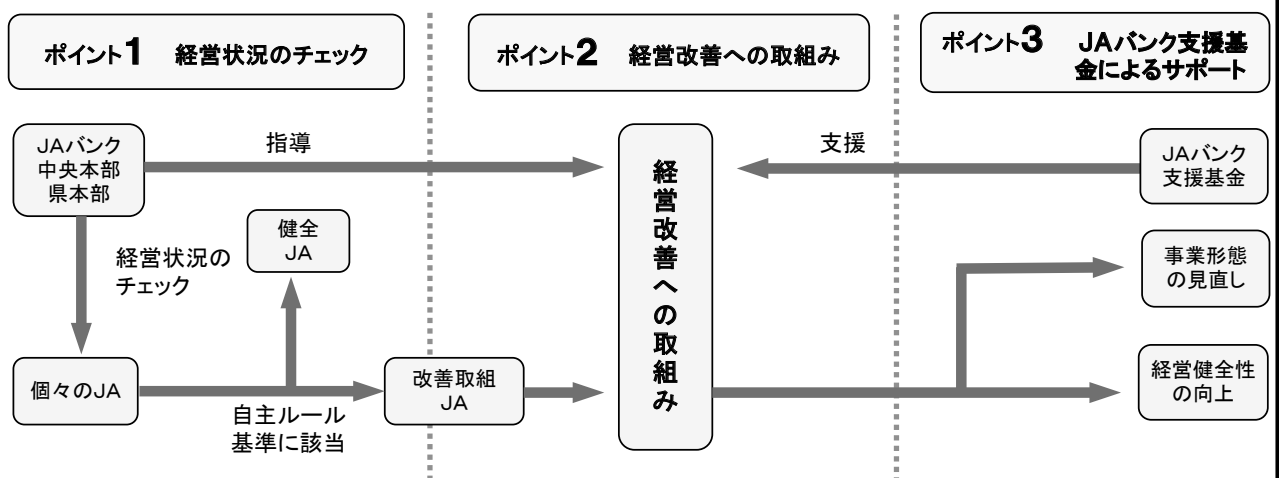 ポイント1　経営状況のチェック
ポイント2　経営改善への取組み
ポイント3　JAバンク支援基
金によるサポート
JAバンク
中央本部
県本部
指導
経営改善への取組み
支援
JAバンク
支援基金
健全
JA
経営状況の
チェック
事業形態
の見直し
個々のJA
自主ルール
基準に該当
改善取組
JA
経営健全性
の向上